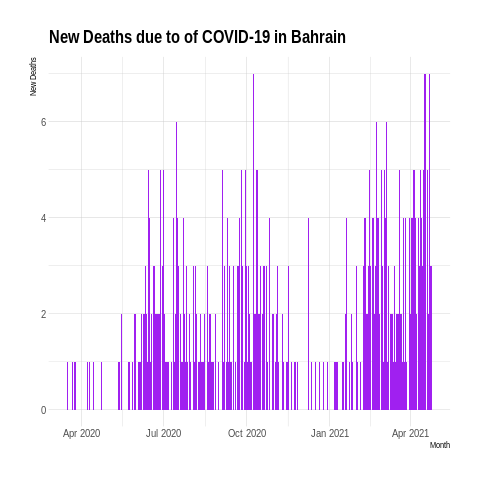 New Deaths due to of COVID-19 in Bahrain
New Deaths
6
4
2
0
Apr 2020 Jul 2020 Oct 2020 Jan 2021 Apr 2021
Month